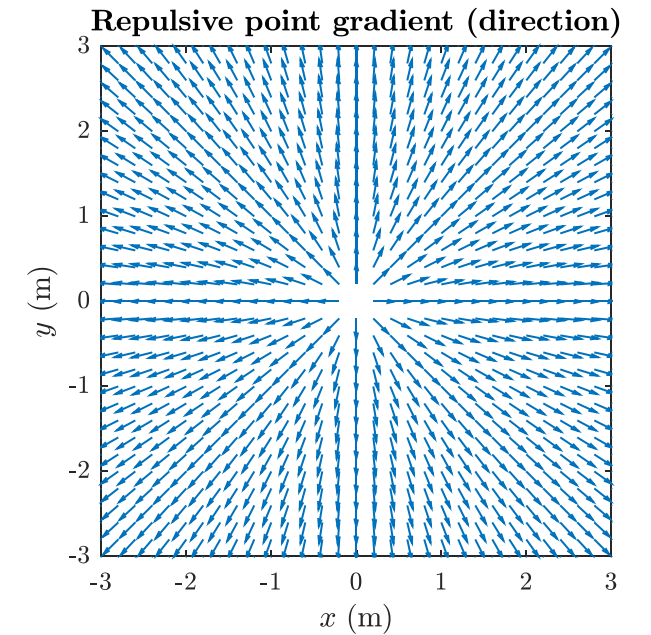 Repulsive point gradient (direction)
3
2
1
0
-1
-2
-3
y (m)
-3 -2 -1 0 1 2 3
x (m)